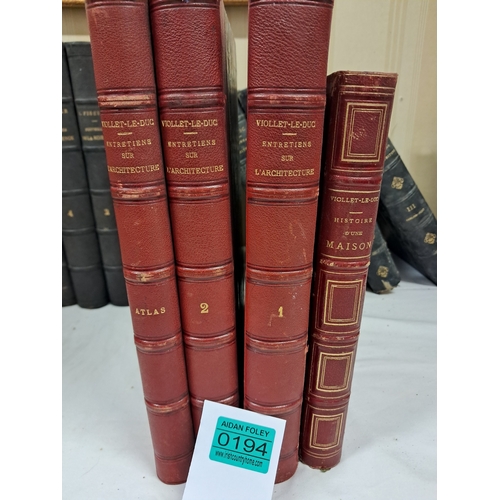 VIOLLET-LE-DUC
ENTRETIENS
SUR
L'ARCHITECTURE
ATLAS
VIOLLET-LE-DUC
ENTRETIENS
SUR
L'ARCHITECTURE
2
VIOLLET-LE-DUC
ENTRETIENS
SUR
L'ARCHITECTURE
1
VIOLLET-LE-DUC
HISTOIRE
D'UNE
MAISON
AIDAN FOLEY
0194
4